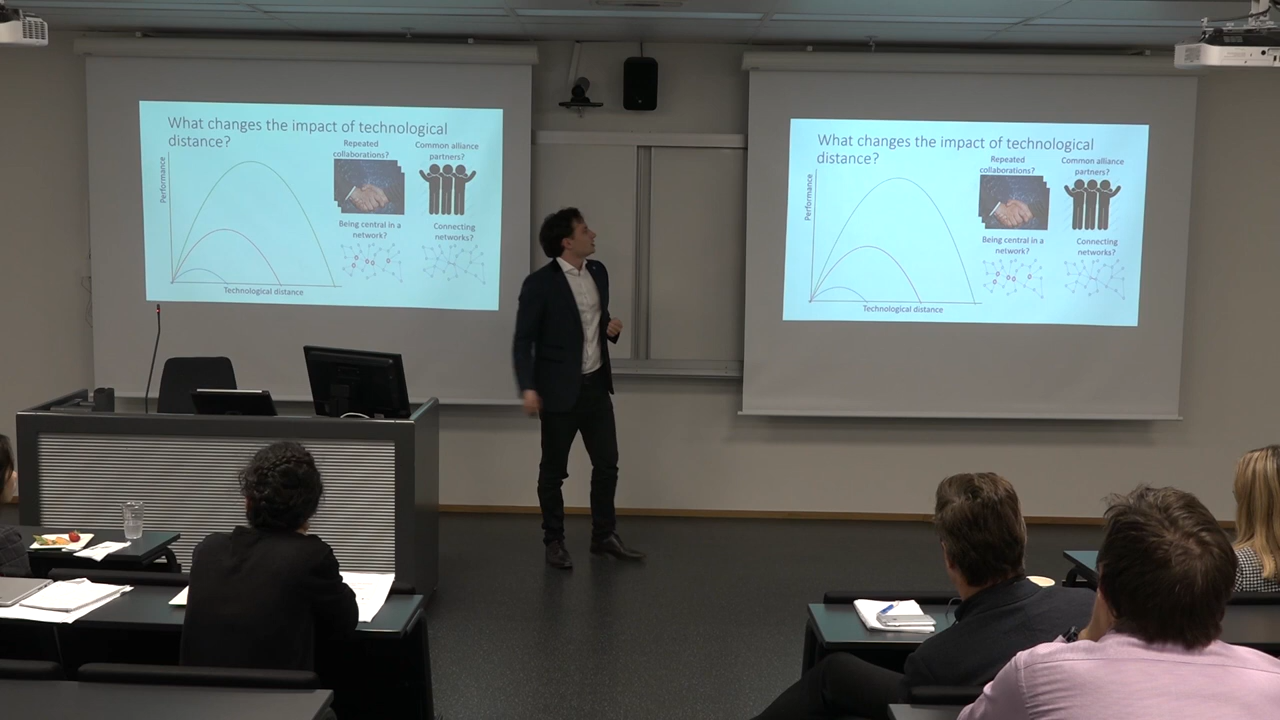 What changes the impact of technological
distance?
Performance
Technological distance
Repeated
collaborations?
Common alliance
partners?
Being central in a
network?
Connecting
networks?
What changes the impact of technological
distance?
Performance
Technological distance
Repeated
collaborations?
Common alliance
partners?
Being central in a
network?
Connecting
networks?